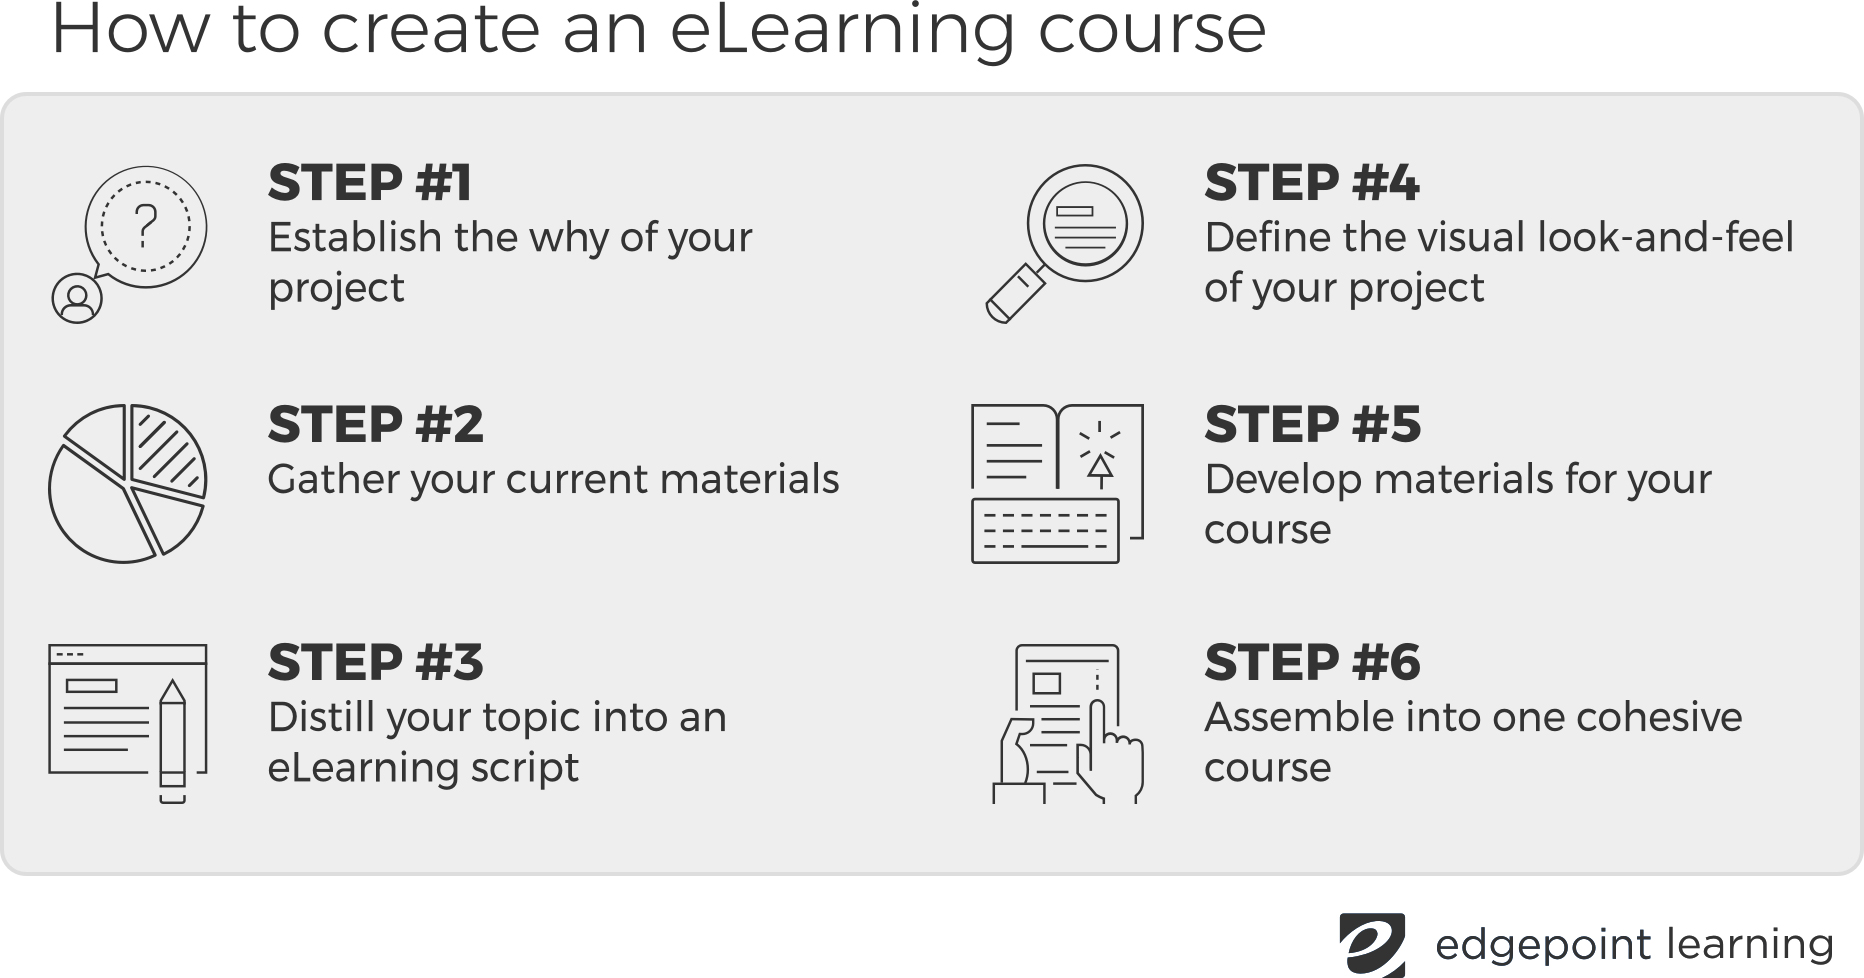 How to create an eLearning course
STEP #1
Establish the why of your
project
STEP #2
Gather your current materials
STEP #3
Distill your topic into an
eLearning script
STEP #4
Define the visual look-and-feel
of your project
STEP #5
Develop materials for your
course
STEP #6
Assemble into one cohesive
course
edgepoint learning